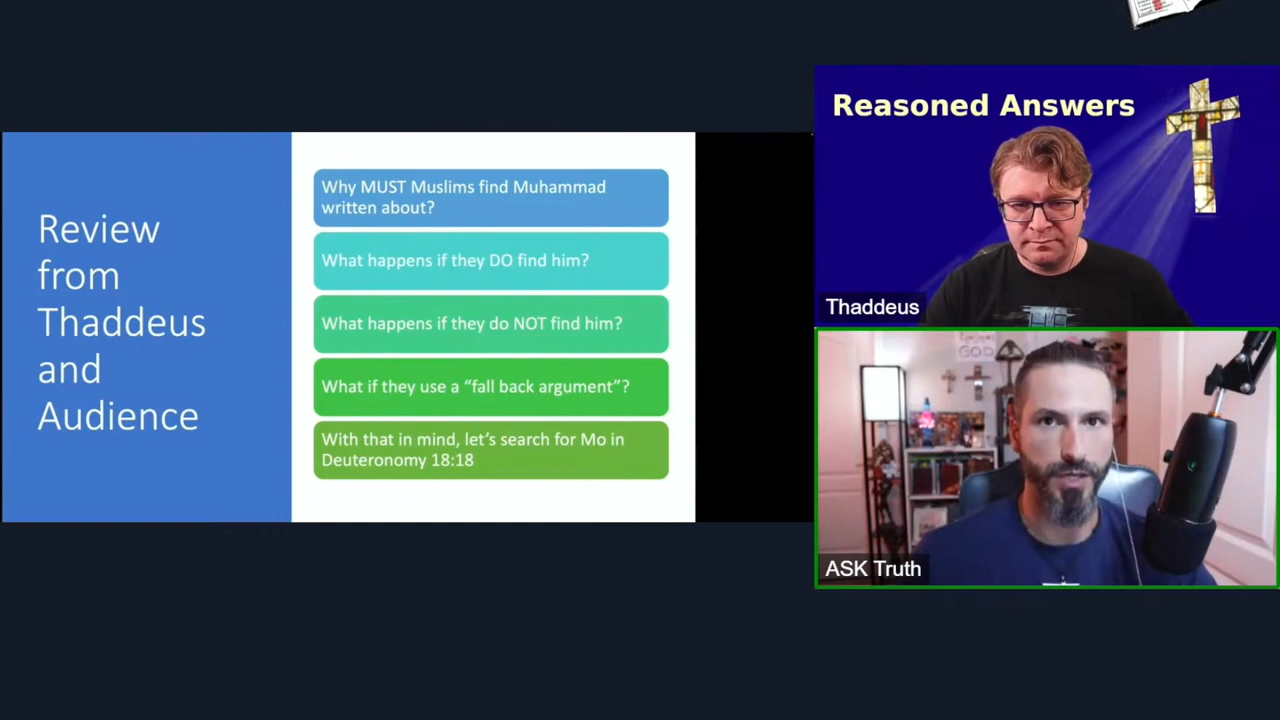 Review
from
Thaddeus
and
Audience
Why MUST Muslims find Muhammad
written about?
What happens if they DO find him?
What happens if they do NOT find him?
What if they use a “fall back argument”?
With that in mind, let’s search for Mo in
Deuteronomy 18:18
Reasoned Answers
Thaddeus
GOD
ASK Truth